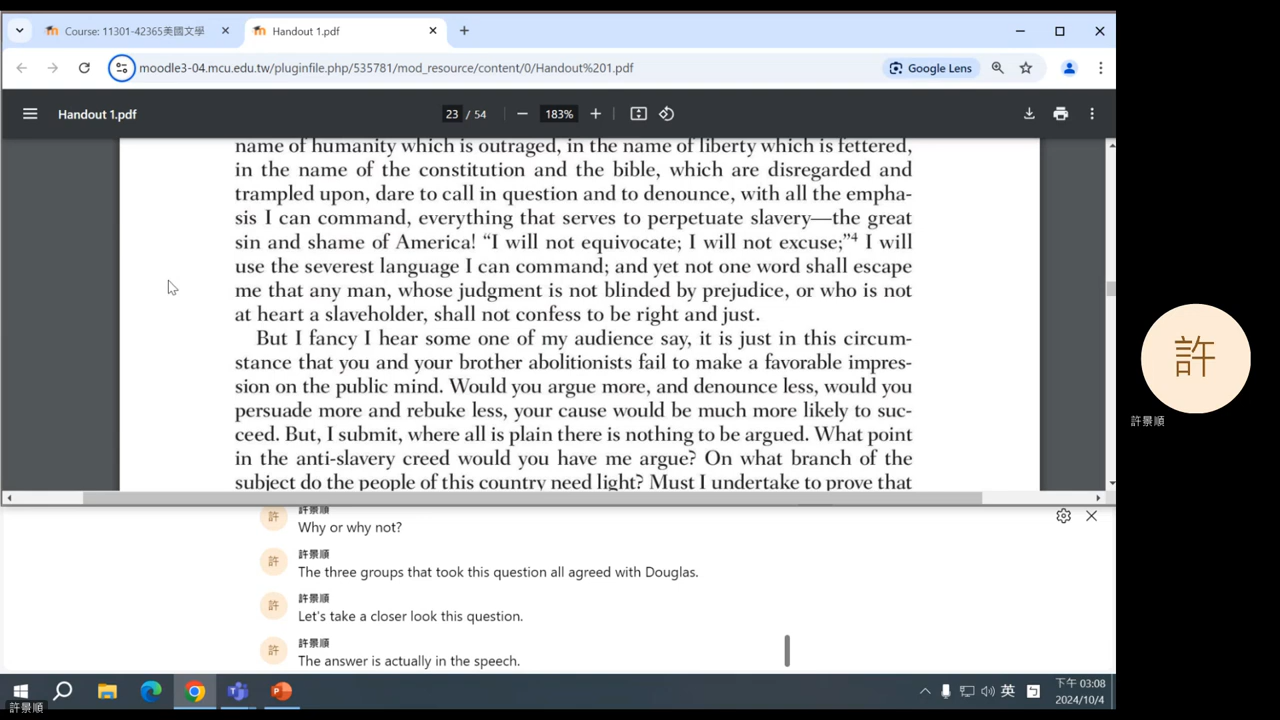 Course: 11301-42365美國文學
Handout 1.pdf
moodle3-04.mcu.edu.tw/pluginfile.php/535781/mod_resource/content/0/Handout%201.pdf
Google Lens
Handout 1.pdf
23 / 54
183%
name of humanity which is outraged, in the name of liberty which is fettered,
in the name of the constitution and the bible, which are disregarded and
trampled upon, dare to call in question and to denounce, with all the empha-
sis I can command, everything that serves to perpetuate slavery—the great
sin and shame of America! “I will not equivocate; I will not excuse;”4 I will
use the severest language I can command; and yet not one word shall escape
me that any man, whose judgment is not blinded by prejudice, or who is not
at heart a slaveholder, shall not confess to be right and just.
But I fancy I hear some one of my audience say, it is just in this circum-
stance that you and your brother abolitionists fail to make a favorable impres-
sion on the public mind. Would you argue more, and denounce less, would you
persuade more and rebuke less, your cause would be much more likely to suc-
ceed. But, I submit, where all is plain there is nothing to be argued. What point
in the anti-slavery creed would you have me argue? On what branch of the
subject do the people of this country need light? Must I undertake to prove that
許
許景順
許
許景順
Why or why not?
許
許景順
The three groups that took this question all agreed with Douglas.
許
許景順
Let's take a closer look this question.
許
許景順
The answer is actually in the speech.
英
下午 03:08
2024/10/4
許景順